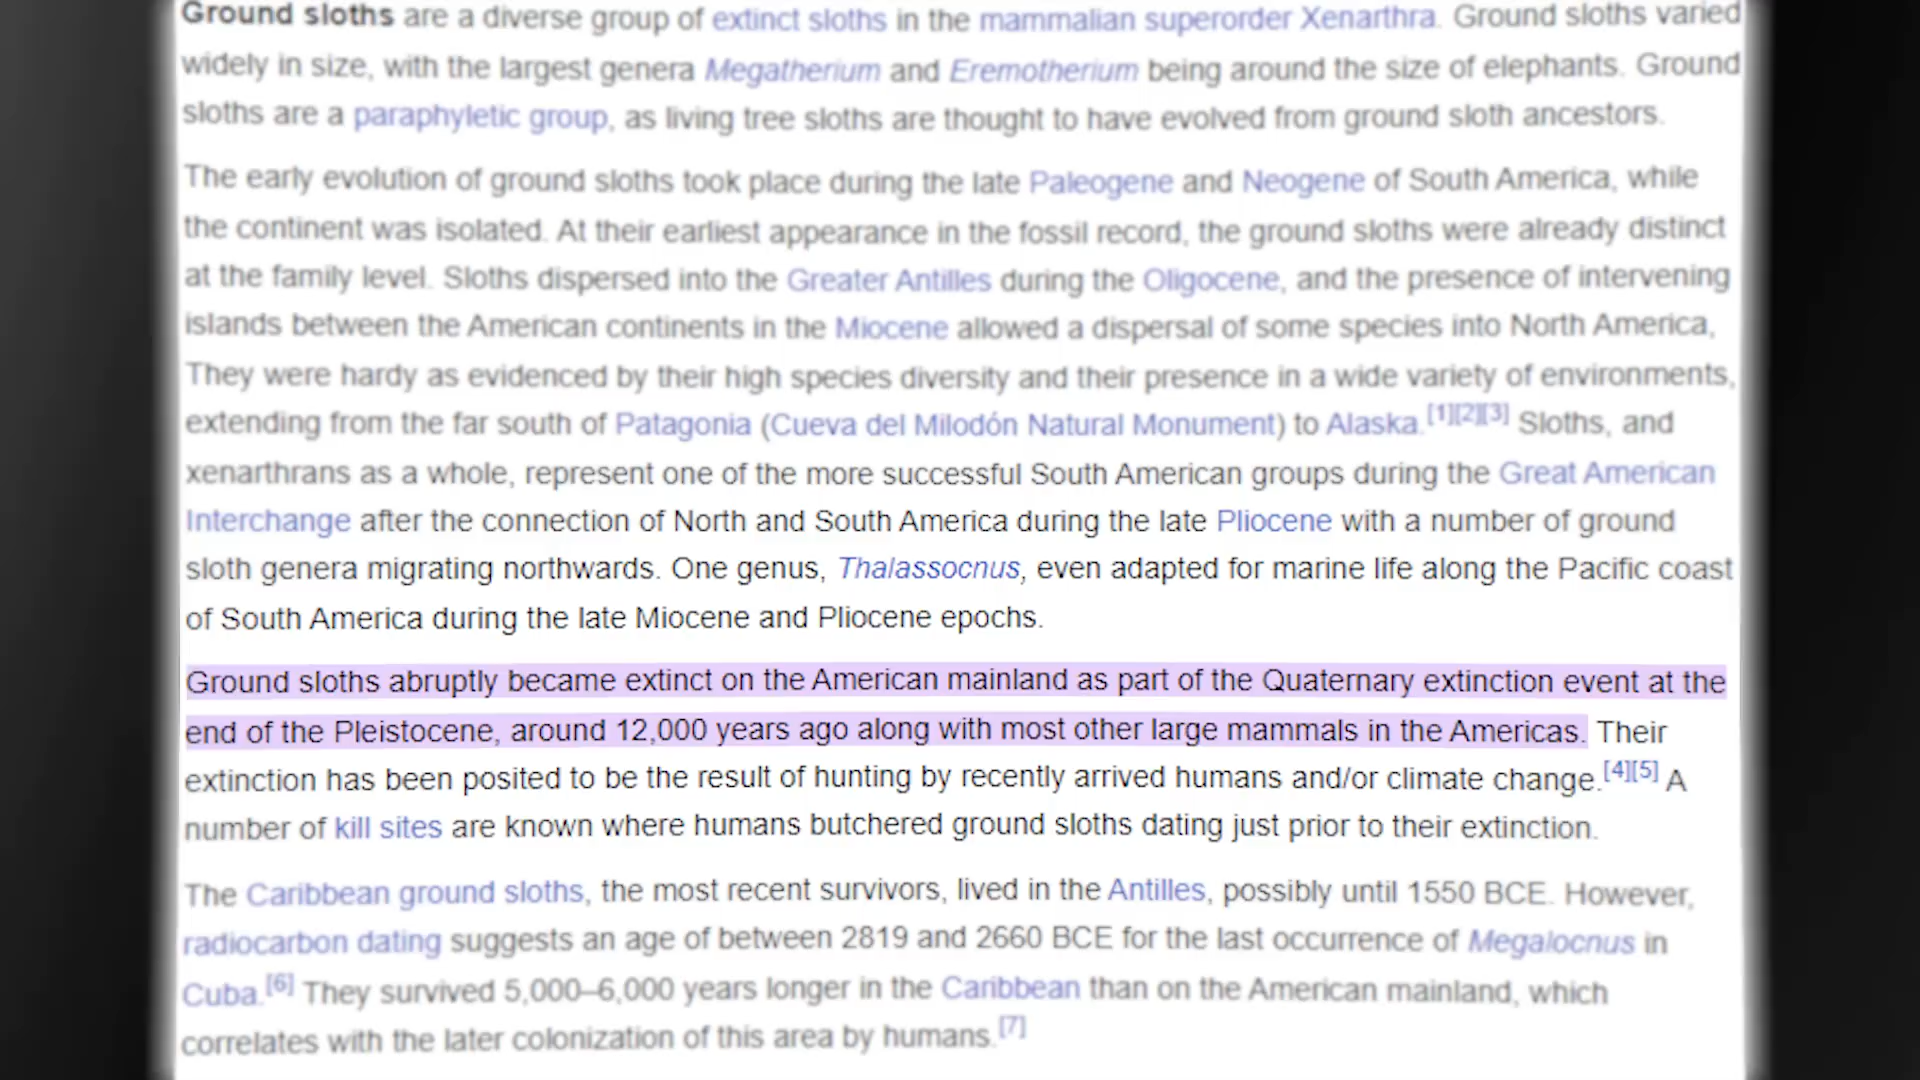 Ground sloths are a diverse group of extinct sloths in the mammalian superorder Xenarthra. Ground sloths varied
widely in size, with the largest genera Megatherium and Eremotherium being around the size of elephants. Ground
sloths are a paraphyletic group, as living tree sloths are thought to have evolved from ground sloth ancestors.
The early evolution of ground sloths took place during the late Paleogene and Neogene of South America, while
the continent was isolated. At their earliest appearance in the fossil record, the ground sloths were already distinct
at the family level. Sloths dispersed into the Greater Antilles during the Oligocene, and the presence of intervening
islands between the American continents in the Miocene allowed a dispersal of some species into North America,
They were hardy as evidenced by their high species diversity and their presence in a wide variety of environments,
extending from the far south of Patagonia (Cueva del Milodón Natural Monument) to Alaska.[1][2][3] Sloths, and
xenarthrans as a whole, represent one of the more successful South American groups during the Great American
Interchange after the connection of North and South America during the late Pliocene with a number of ground
sloth genera migrating northwards. One genus, Thalassocnus, even adapted for marine life along the Pacific coast
of South America during the late Miocene and Pliocene epochs.
Ground sloths abruptly became extinct on the American mainland as part of the Quaternary extinction event at the
end of the Pleistocene, around 12,000 years ago along with most other large mammals in the Americas. Their
extinction has been posited to be the result of hunting by recently arrived humans and/or climate change.[4][5] A
number of kill sites are known where humans butchered ground sloths dating just prior to their extinction.
The Caribbean ground sloths, the most recent survivors, lived in the Antilles, possibly until 1550 BCE. However,
radiocarbon dating suggests an age of between 2819 and 2660 BCE for the last occurrence of Megalocnus in
Cuba.[6] They survived 5,000–6,000 years longer in the Caribbean than on the American mainland, which
correlates with the later colonization of this area by humans.[7]